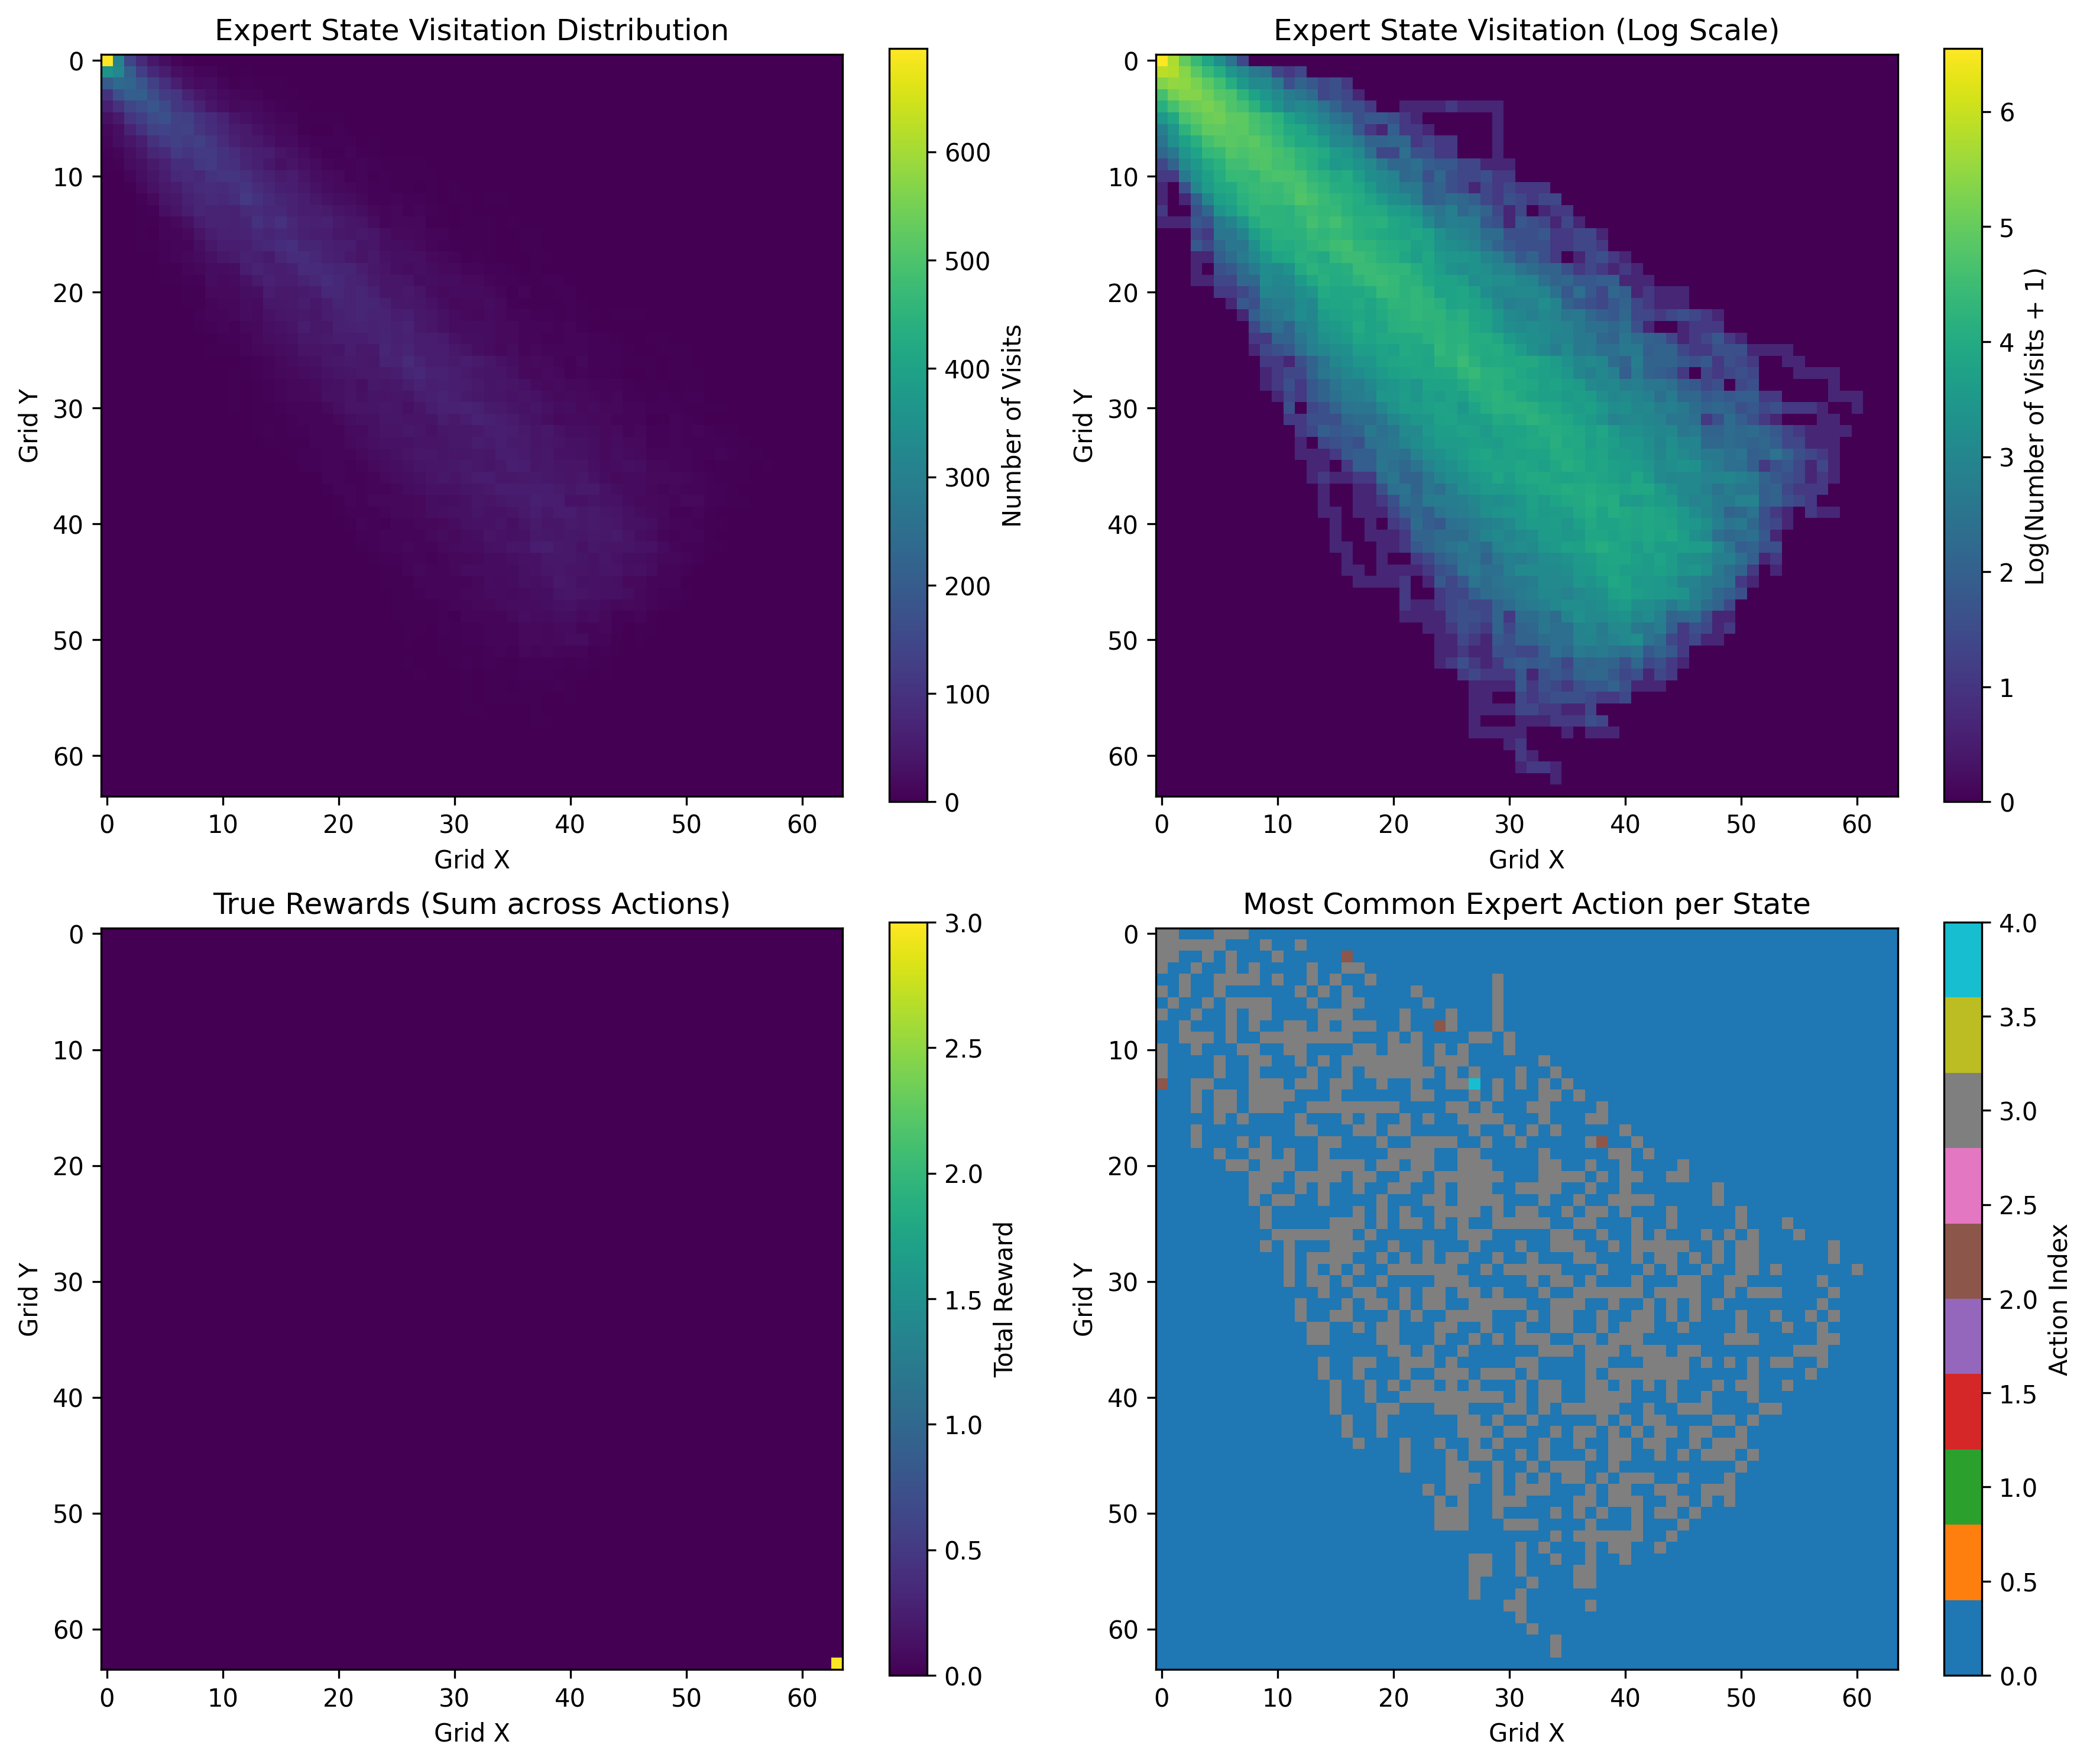 Expert State Visitation Distribution
0
10
20
30
40
50
60
Grid Y
0 10 20 30 40 50 60
Grid X
600
500
400
300
200
100
0
Number of Visits
Expert State Visitation (Log Scale)
0
10
20
30
40
50
60
Grid Y
0 10 20 30 40 50 60
Grid X
6
5
4
3
2
1
0
Log(Number of Visits + 1)
True Rewards (Sum across Actions)
0
10
20
30
40
50
60
Grid Y
0 10 20 30 40 50 60
Grid X
3.0
2.5
2.0
1.5
1.0
0.5
0.0
Total Reward
Most Common Expert Action per State
0
10
20
30
40
50
60
Grid Y
0 10 20 30 40 50 60
Grid X
4.0
3.5
3.0
2.5
2.0
1.5
1.0
0.5
0.0
Action Index